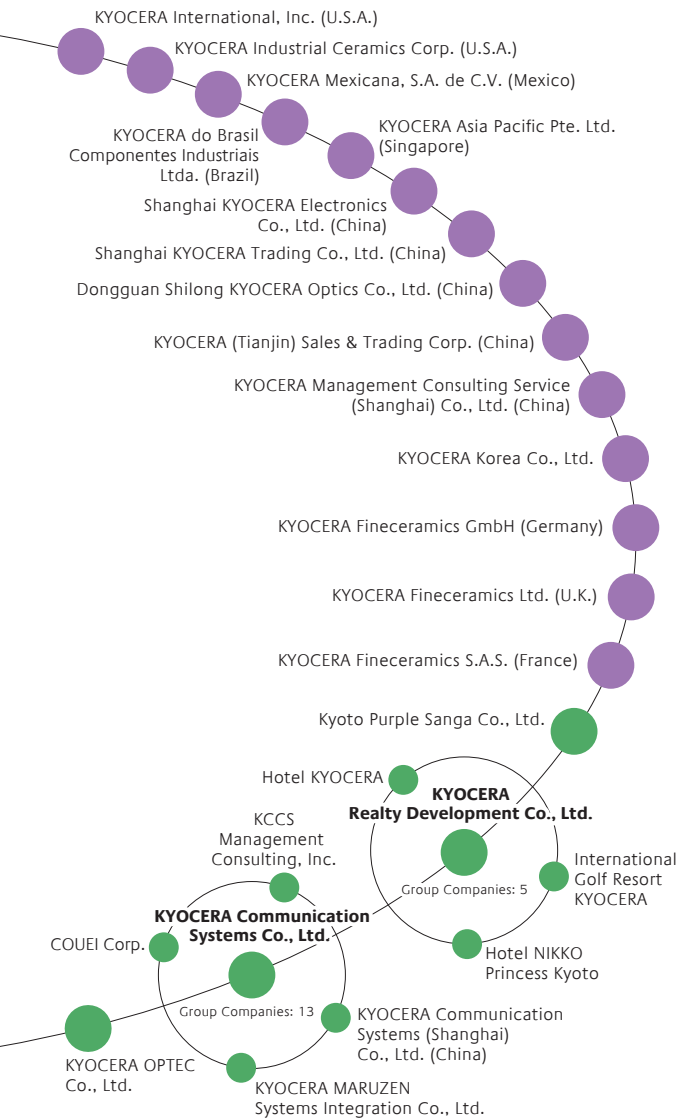 KYOCERA International, Inc. (U.S.A.)
KYOCERA Industrial Ceramics Corp. (U.S.A.)
KYOCERA Mexicana, S.A. de C.V. (Mexico)
KYOCERA do Brasil
Componentes Industriais
Ltda. (Brazil)
KYOCERA Asia Pacific Pte. Ltd.
(Singapore)
Shanghai KYOCERA Electronics
Co., Ltd. (China)
Shanghai KYOCERA Trading Co., Ltd. (China)
Dongguan Shilong KYOCERA Optics Co., Ltd. (China)
KYOCERA (Tianjin) Sales & Trading Corp. (China)
KYOCERA Management Consulting Service
(Shanghai) Co., Ltd. (China)
KYOCERA Korea Co., Ltd.
KYOCERA Fineceramics GmbH (Germany)
KYOCERA Fineceramics Ltd. (U.K.)
KYOCERA Fineceramics S.A.S. (France)
Kyoto Purple Sanga Co., Ltd.
Hotel KYOCERA
KYOCERA
Realty Development Co., Ltd.
Group Companies: 5
International
Golf Resort
KYOCERA
Hotel NIKKO
Princess Kyoto
KCCS
Management
Consulting, Inc.
KYOCERA Communication
Systems Co., Ltd.
COUEI Corp.
Group Companies: 13
KYOCERA Communication
Systems (Shanghai)
Co., Ltd. (China)
KYOCERA OPTEC
Co., Ltd.
KYOCERA MARUZEN
Systems Integration Co., Ltd.